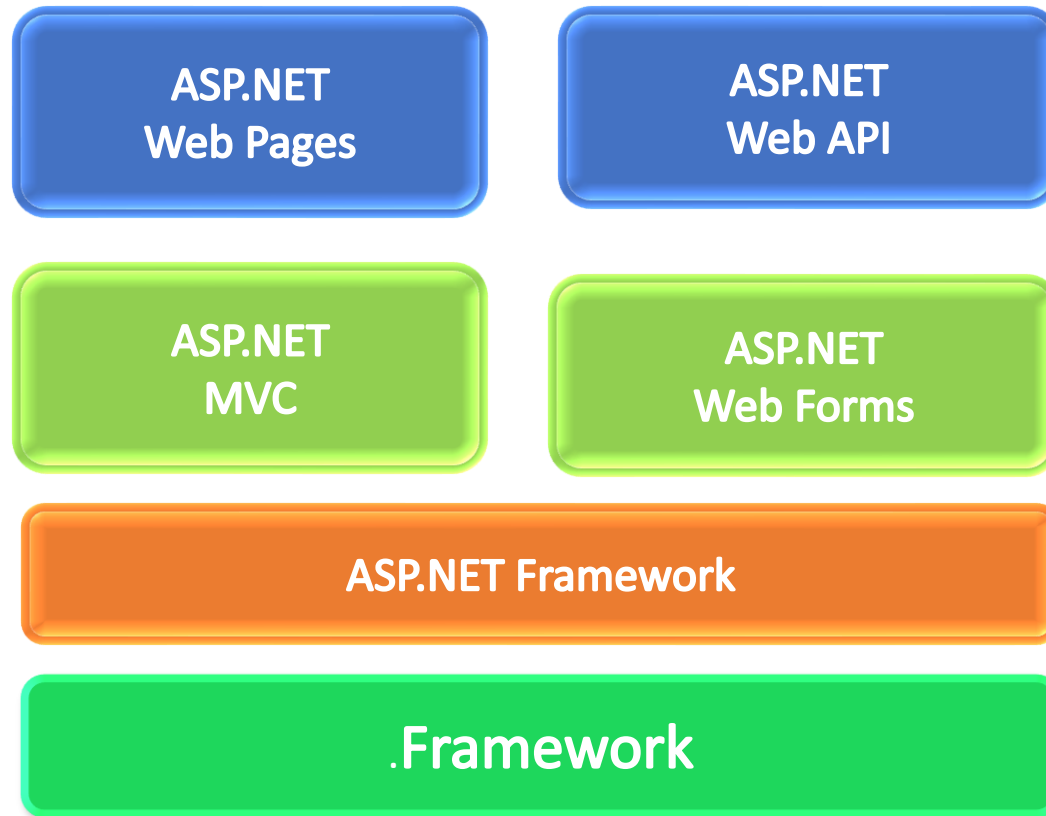 ASP.NET
Web Pages
ASP.NET
Web API
ASP.NET
MVC
ASP.NET
Web Forms
ASP.NET Framework
.Framework